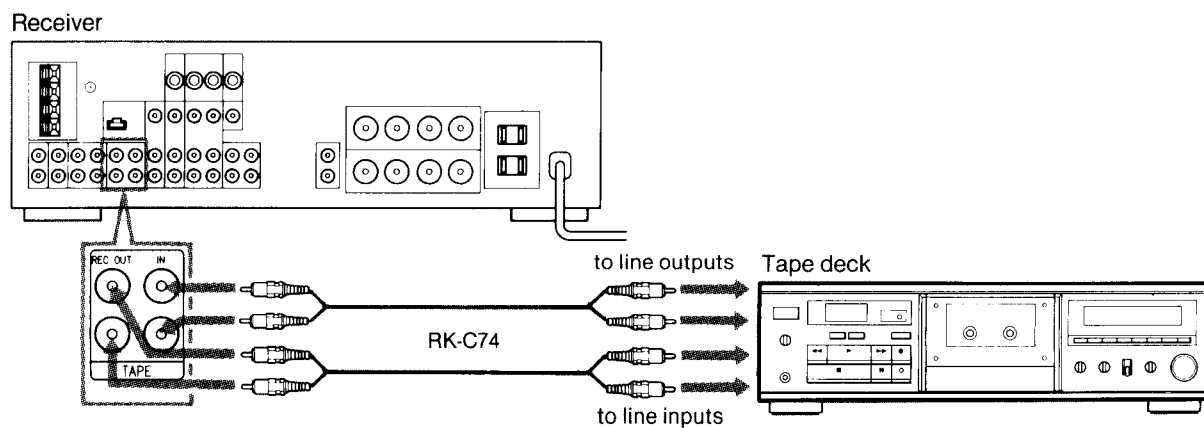 Receiver
REC OUT IN
TAPE
to line outputs
Tape deck
RK-C74
to line inputs